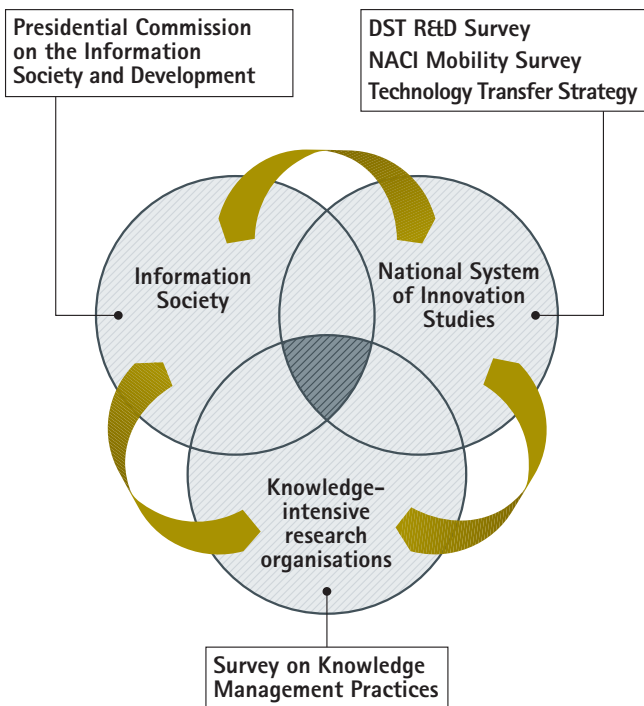 Presidential Commission
on the Information
Society and Development
DST R&D Survey
NACI Mobility Survey
Technology Transfer Strategy
Information
Society
National System
of Innovation
Studies
Knowledge-
intensive
research
organisations
Survey on Knowledge
Management Practices